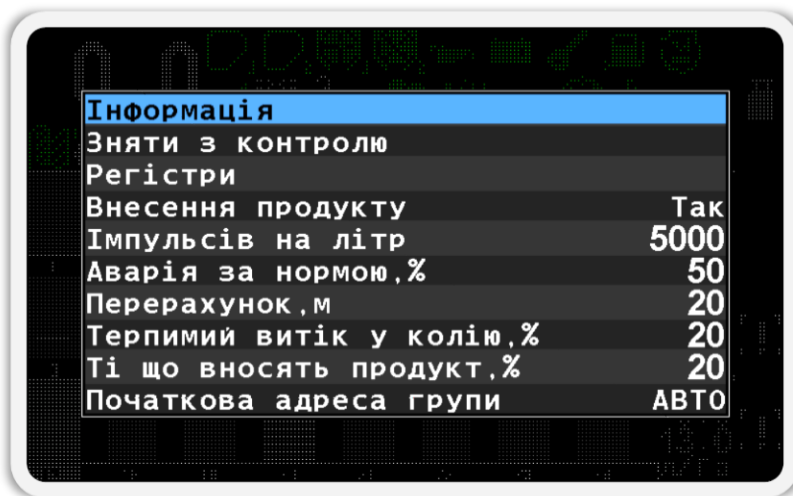 Інформація
Зняти з контролю
Регістри
Внесення продукту Так
Імпульсів на літр 5000
Аварія за нормою,% 50
Перерахунок,м 20
Терпимий витік у колію,% 20
Ті що вносять продукт,% 20
Початкова адреса групи АВТО